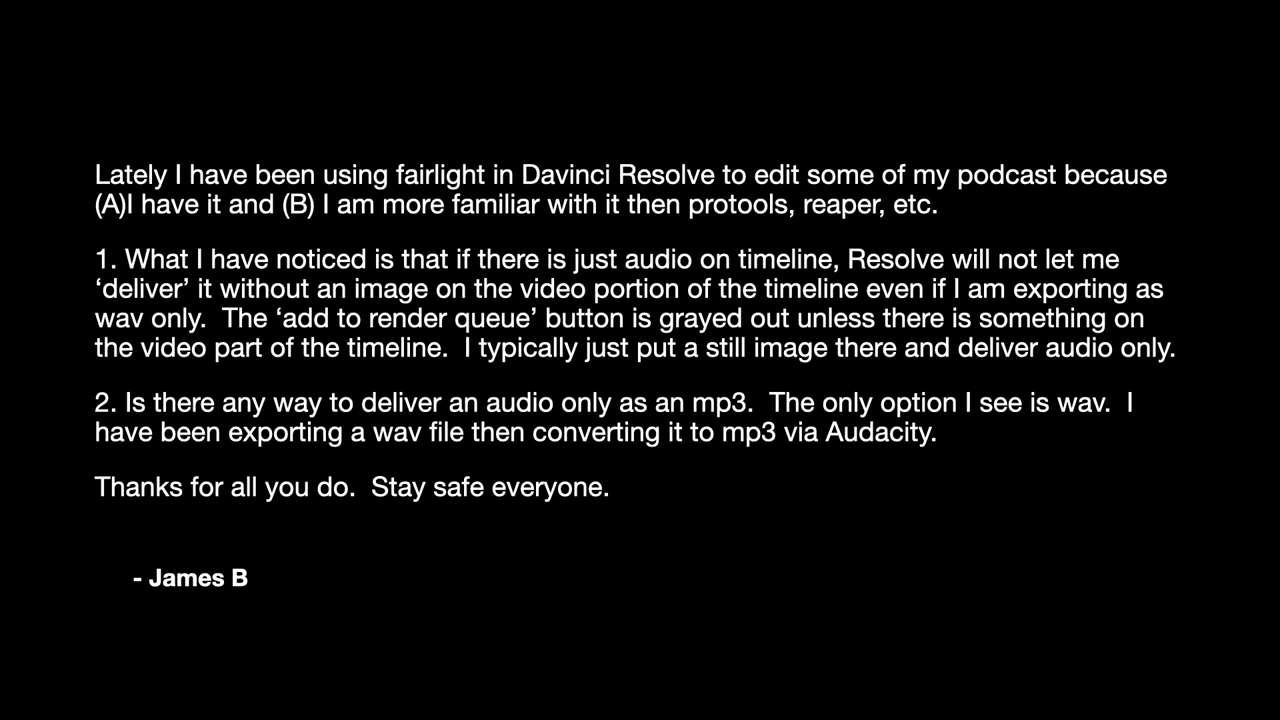 Lately I have been using fairlight in Davinci Resolve to edit some of my podcast because
(A)I have it and (B) I am more familiar with it then protools, reaper, etc.
1. What I have noticed is that if there is just audio on timeline, Resolve will not let me
‘deliver’ it without an image on the video portion of the timeline even if I am exporting as
wav only.  The ‘add to render queue’ button is grayed out unless there is something on
the video part of the timeline.  I typically just put a still image there and deliver audio only.
2. Is there any way to deliver an audio only as an mp3.  The only option I see is wav.  I
have been exporting a wav file then converting it to mp3 via Audacity.
Thanks for all you do.  Stay safe everyone.
- James B